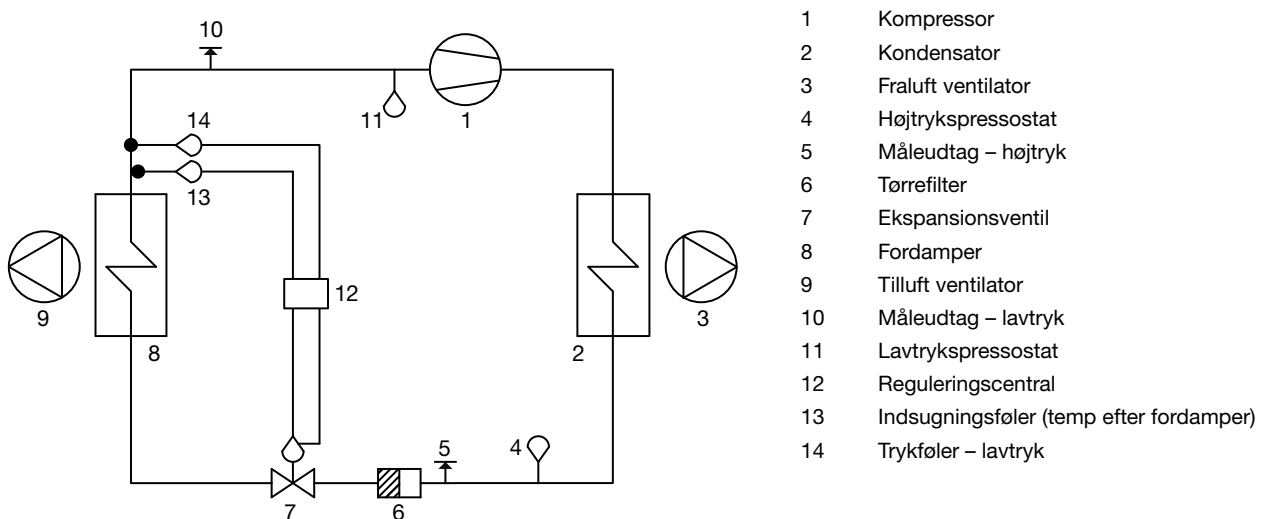 10
11
1
14
13
12
9
8
2
3
5
4
7
6
1 Kompressor
2 Kondensator
3 Fraluft ventilator
4 Højtrykspressostat
5 Måleudtag – højtryk
6 Tørrefilter
7 Ekspansionsventil
8 Fordamper
9 Tilluft ventilator
10 Måleudtag – lavtryk
11 Lavtrykspressostat
12 Reguleringscentral
13 Indsugningsføler (temp efter fordamper)
14 Trykføler – lavtryk